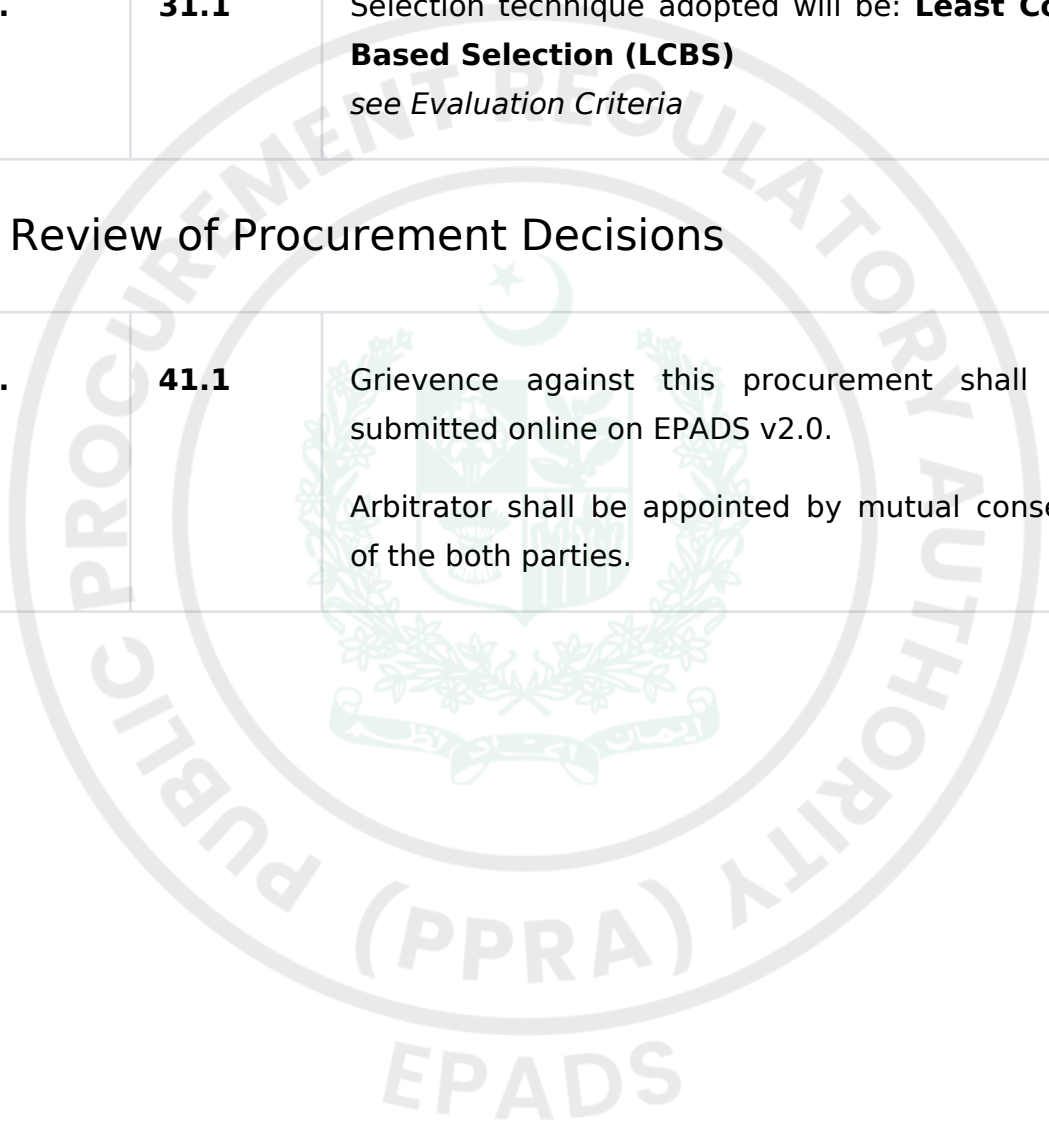 . 31.1 Selection technique adopted will be: Least Co
Based Selection (LCBS)
see Evaluation Criteria
Review of Procurement Decisions
. 41.1 Grievence against this procurement shall
submitted online on EPADS v2.0.
Arbitrator shall be appointed by mutual conse
of the both parties.
PUBLIC PROCUREMENT REGULATORY AUTHORITY
(PPRA)
EPADS